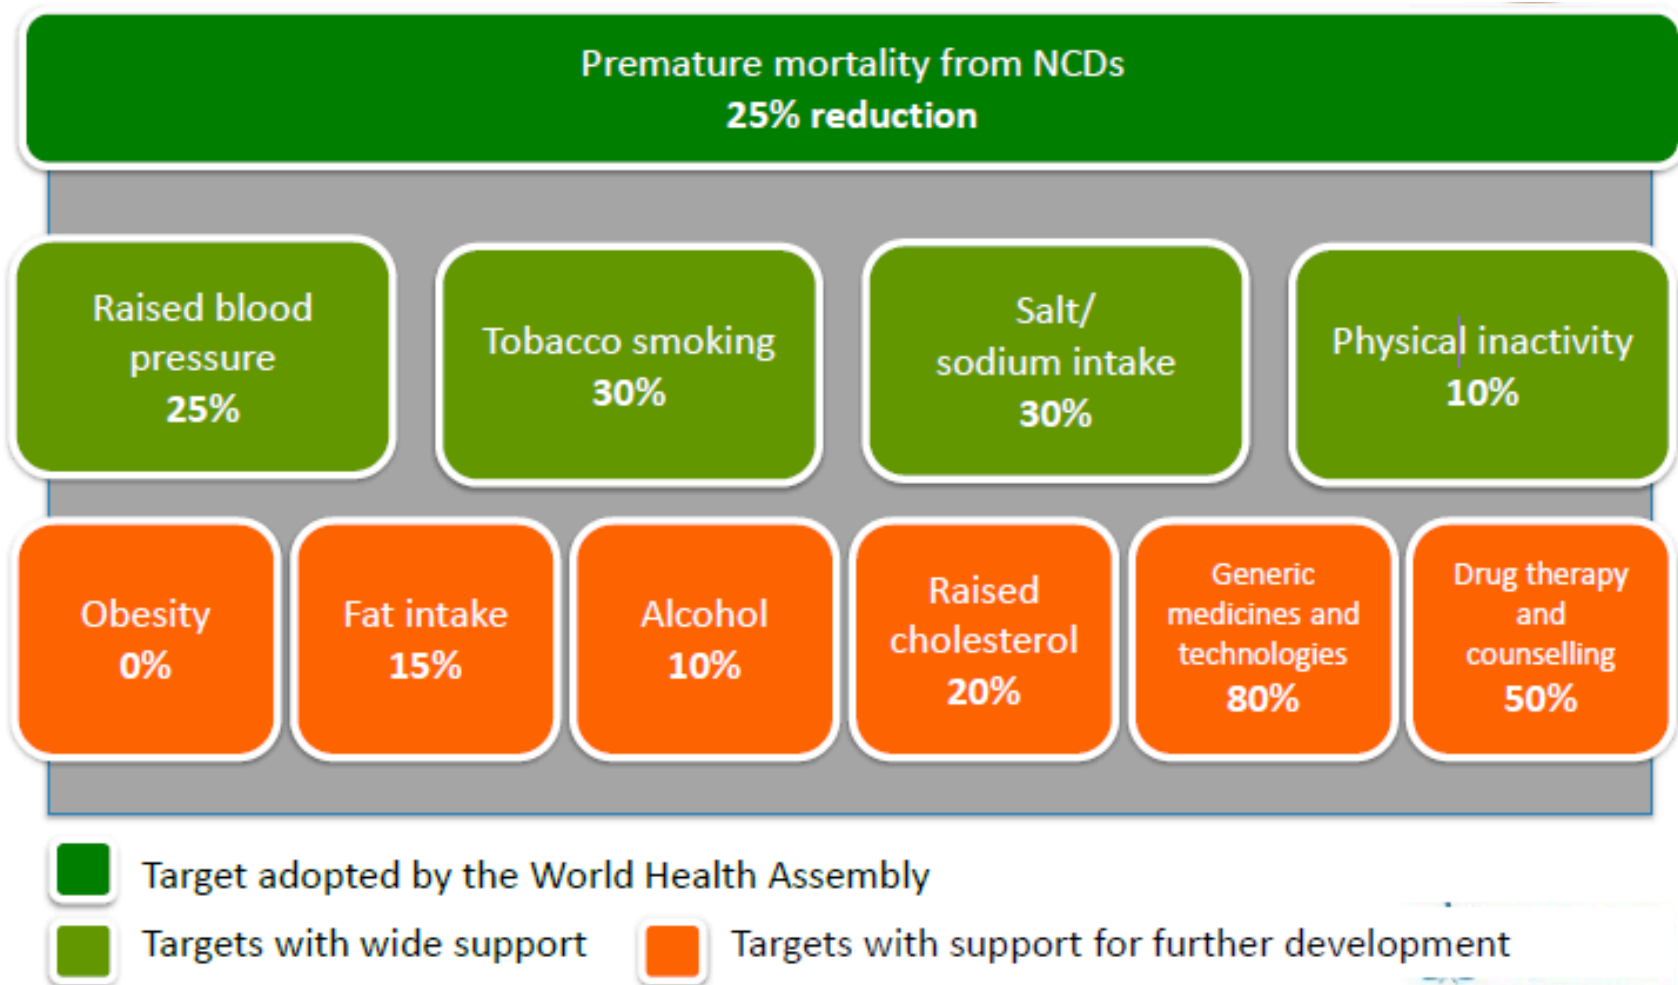 Premature mortality from NCDs
25% reduction
Raised blood
pressure
25%
Tobacco smoking
30%
Salt/
sodium intake
30%
Physical inactivity
10%
Obesity
0%
Fat intake
15%
Alcohol
10%
Raised
cholesterol
20%
Generic
medicines and
technologies
80%
Drug therapy
and
counselling
50%
Target adopted by the World Health Assembly
Targets with wide support
Targets with support for further development